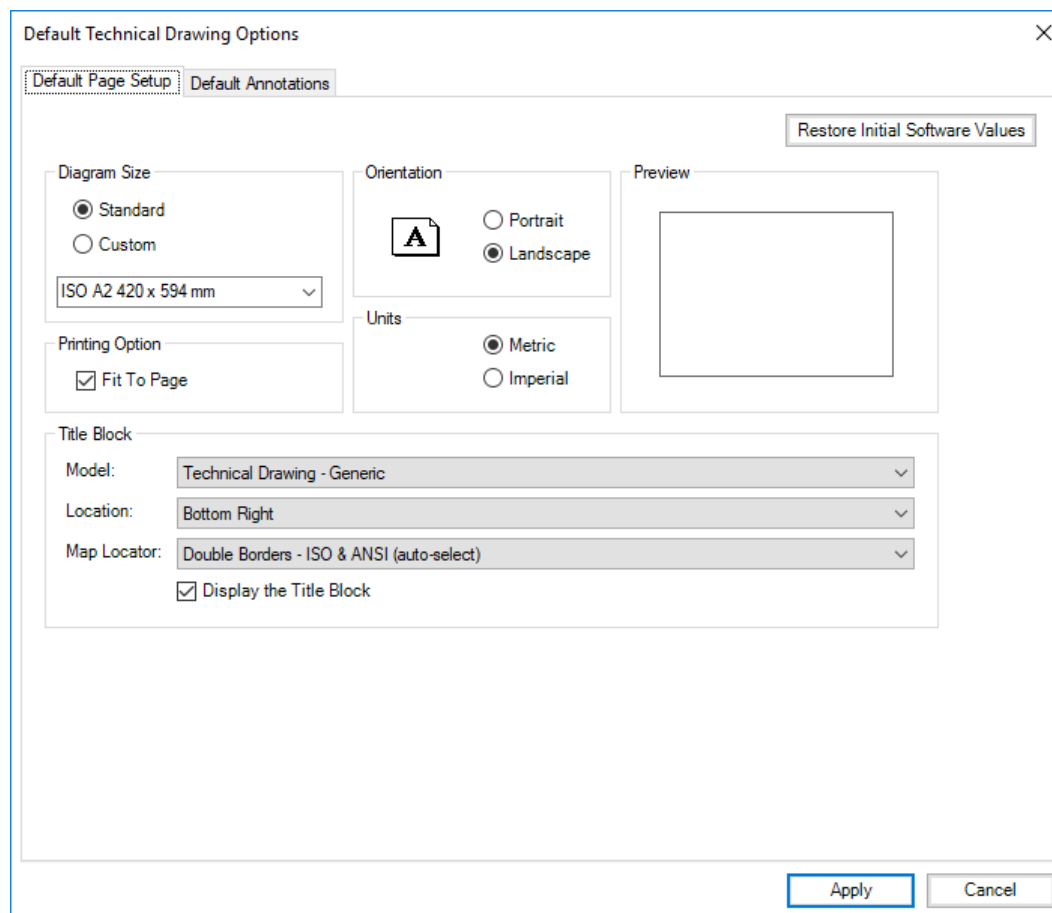 Default Technical Drawing Options
Default Page Setup
Default Annotations
Restore Initial Software Values
Diagram Size
Standard
Custom
ISO A2 420 x 594 mm
Orientation
A
Portrait
Landscape
Preview
Printing Option
Fit To Page
Units
Metric
Imperial
Title Block
Model:
Technical Drawing - Generic
Location:
Bottom Right
Map Locator:
Double Borders - ISO & ANSI (auto-select)
Display the Title Block
Apply
Cancel